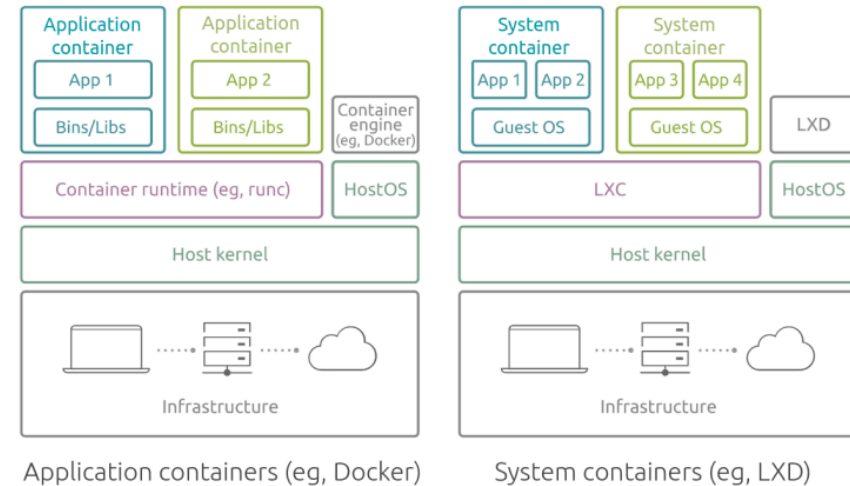 Application
container
App 1
Bins/Libs
Application
container
App 2
Bins/Libs
Container
engine
(eg, Docker)
Container runtime (eg, runc)
HostOS
Host kernel
Infrastructure
Application containers (eg, Docker)
System
container
App 1
App 2
Guest OS
System
container
App 3
App 4
Guest OS
LXD
LXC
HostOS
Host kernel
Infrastructure
System containers (eg, LXD)